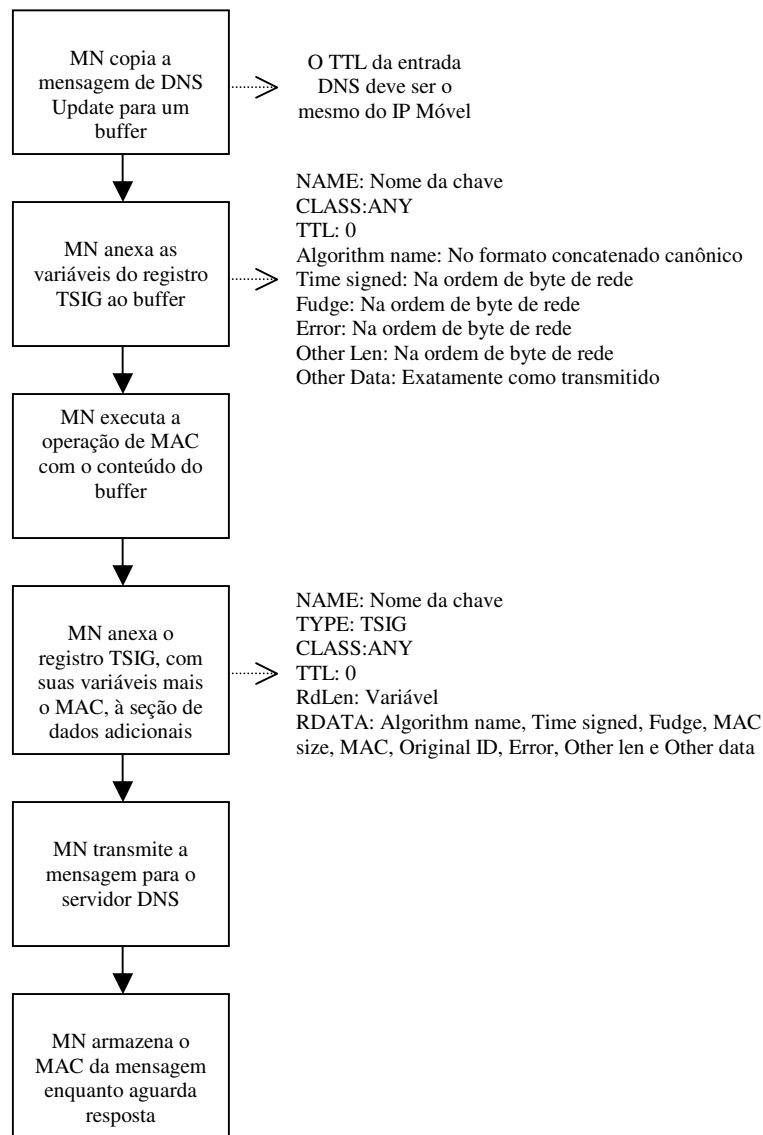 MN copia a
mensagem de DNS
Update para um
buffer
O TTL da entrada
DNS deve ser o
mesmo do IP Móvel
MN anexa as
variáveis do registro
TSIG ao buffer
NAME: Nome da chave
CLASS:ANY
TTL: 0
Algorithm name: No formato concatenado canônico
Time signed: Na ordem de byte de rede
Fudge: Na ordem de byte de rede
Error: Na ordem de byte de rede
Other Len: Na ordem de byte de rede
Other Data: Exatamente como transmitido
MN executa a
operação de MAC
com o conteúdo do
buffer
MN anexa o
registro TSIG, com
suas variáveis mais
o MAC, à seção de
dados adicionais
NAME: Nome da chave
TYPE: TSIG
CLASS:ANY
TTL: 0
RdLen: Variável
RDATA: Algorithm name, Time signed, Fudge, MAC
size, MAC, Original ID, Error, Other len e Other data
MN transmite a
mensagem para o
servidor DNS
MN armazena o
MAC da mensagem
enquanto aguarda
resposta